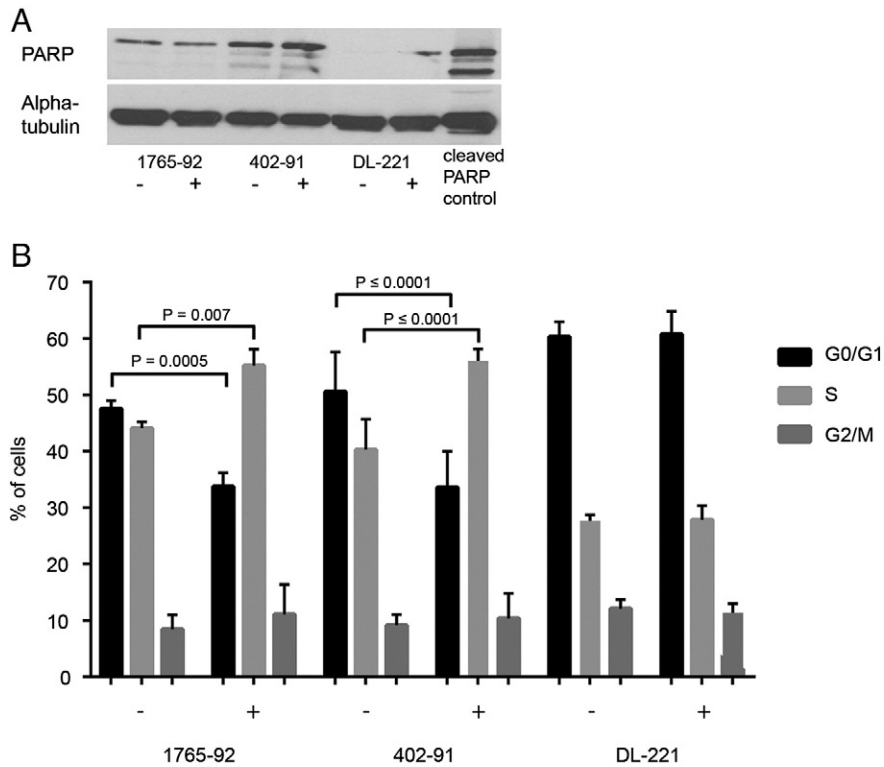 A
PARP
Alpha-
tubulin
1765-92 402-91 DL-221 cleaved
- + - + - + PARP
control
B
70
P ≤ 0.0001
P = 0.007 P ≤ 0.0001
60
P = 0.0005
G0/G1
50
S
40
G2/M
% of cells
30
20
10
0
- + - + - +
1765-92 402-91 DL-221